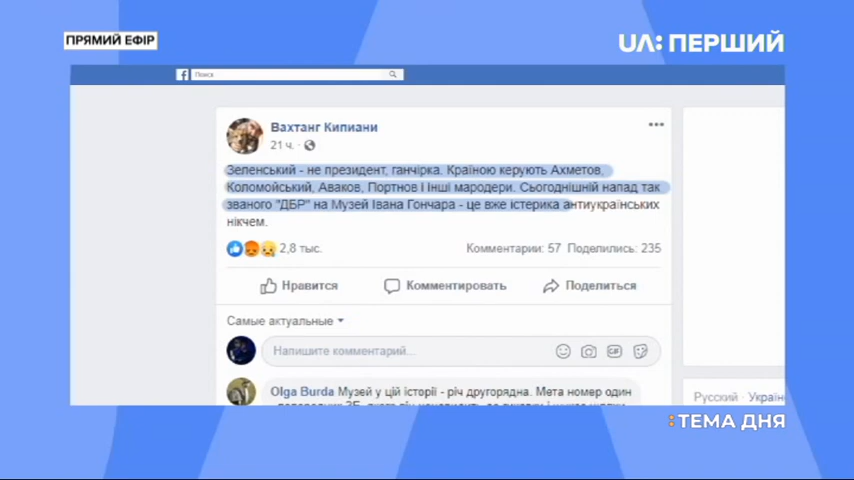 ПРЯМИЙ ЕФІР
UA: ПЕРШИЙ
f Поиск
Вахтанг Кипиани
21 ч. ·
Зеленський - не президент, ганчірка. Країною керують Ахметов,
Коломойський, Аваков, Портнов і інші мародери. Сьогоднішній напад так
званого "ДБР" на Музей Івана Гончара - це вже істерика антиукраїнських
нікчем.
2,8 тыс.
Комментарии: 57 Поделились: 235
Нравится Комментировать Поделиться
Самые актуальные
Напишите комментарий...
GIF
Olga Burda Музей у цій історії - річ другорядна. Мета номер один
Русский · Україн
:ТЕМА ДНЯ